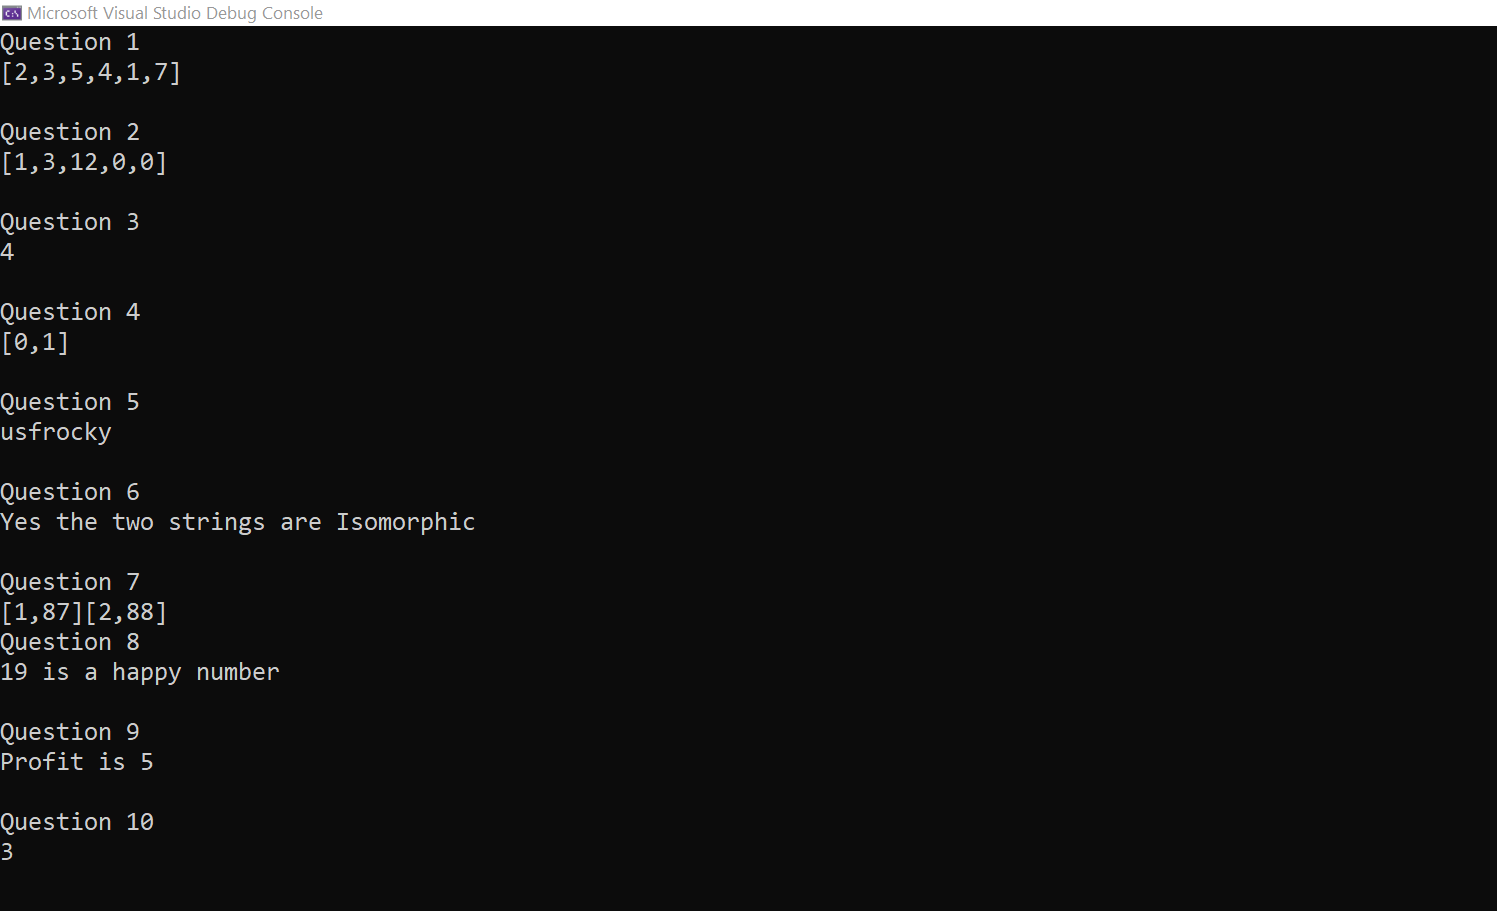 Microsoft Visual Studio Debug Console
Question 1
[2,3,5,4,1,7]
Question 2
[1,3,12,0,0]
Question 3
4
Question 4
[0,1]
Question 5
usfrocky
Question 6
Yes the two strings are Isomorphic
Question 7
[1,87][2,88]
Question 8
19 is a happy number
Question 9
Profit is 5
Question 10
3